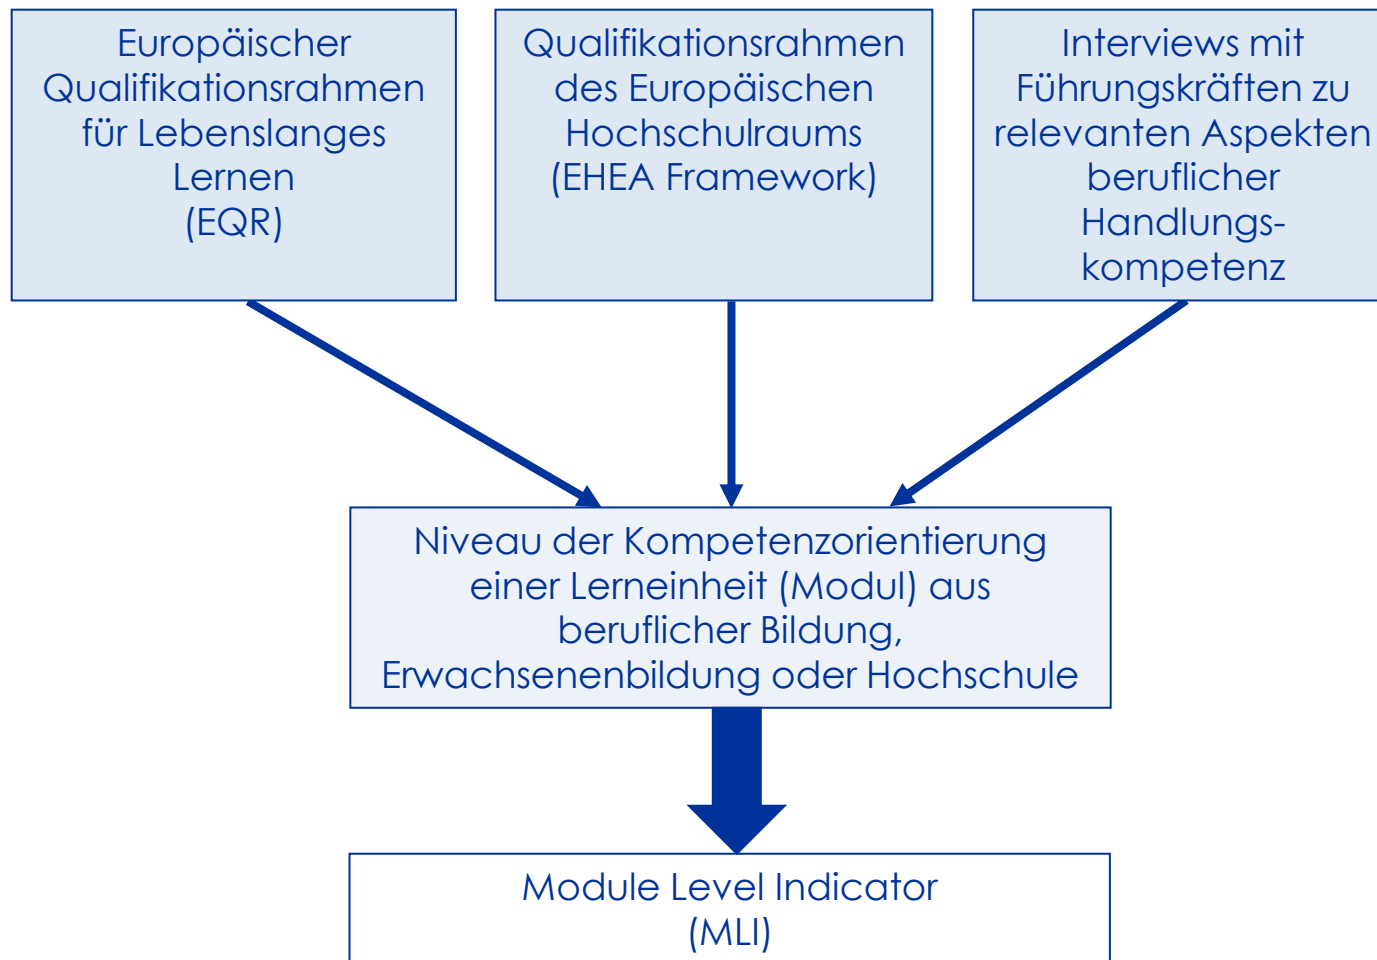 Europäischer
Qualifikationsrahmen
für Lebenslanges
Lernen
(EQR)
Qualifikationsrahmen
des Europäischen
Hochschulraums
(EHEA Framework)
Interviews mit
Führungskräften zu
relevanten Aspekten
beruflicher
Handlungs-
kompetenz
Niveau der Kompetenzorientierung
einer Lerneinheit (Modul) aus
beruflicher Bildung,
Erwachsenenbildung oder Hochschule
Module Level Indicator
(MLI)